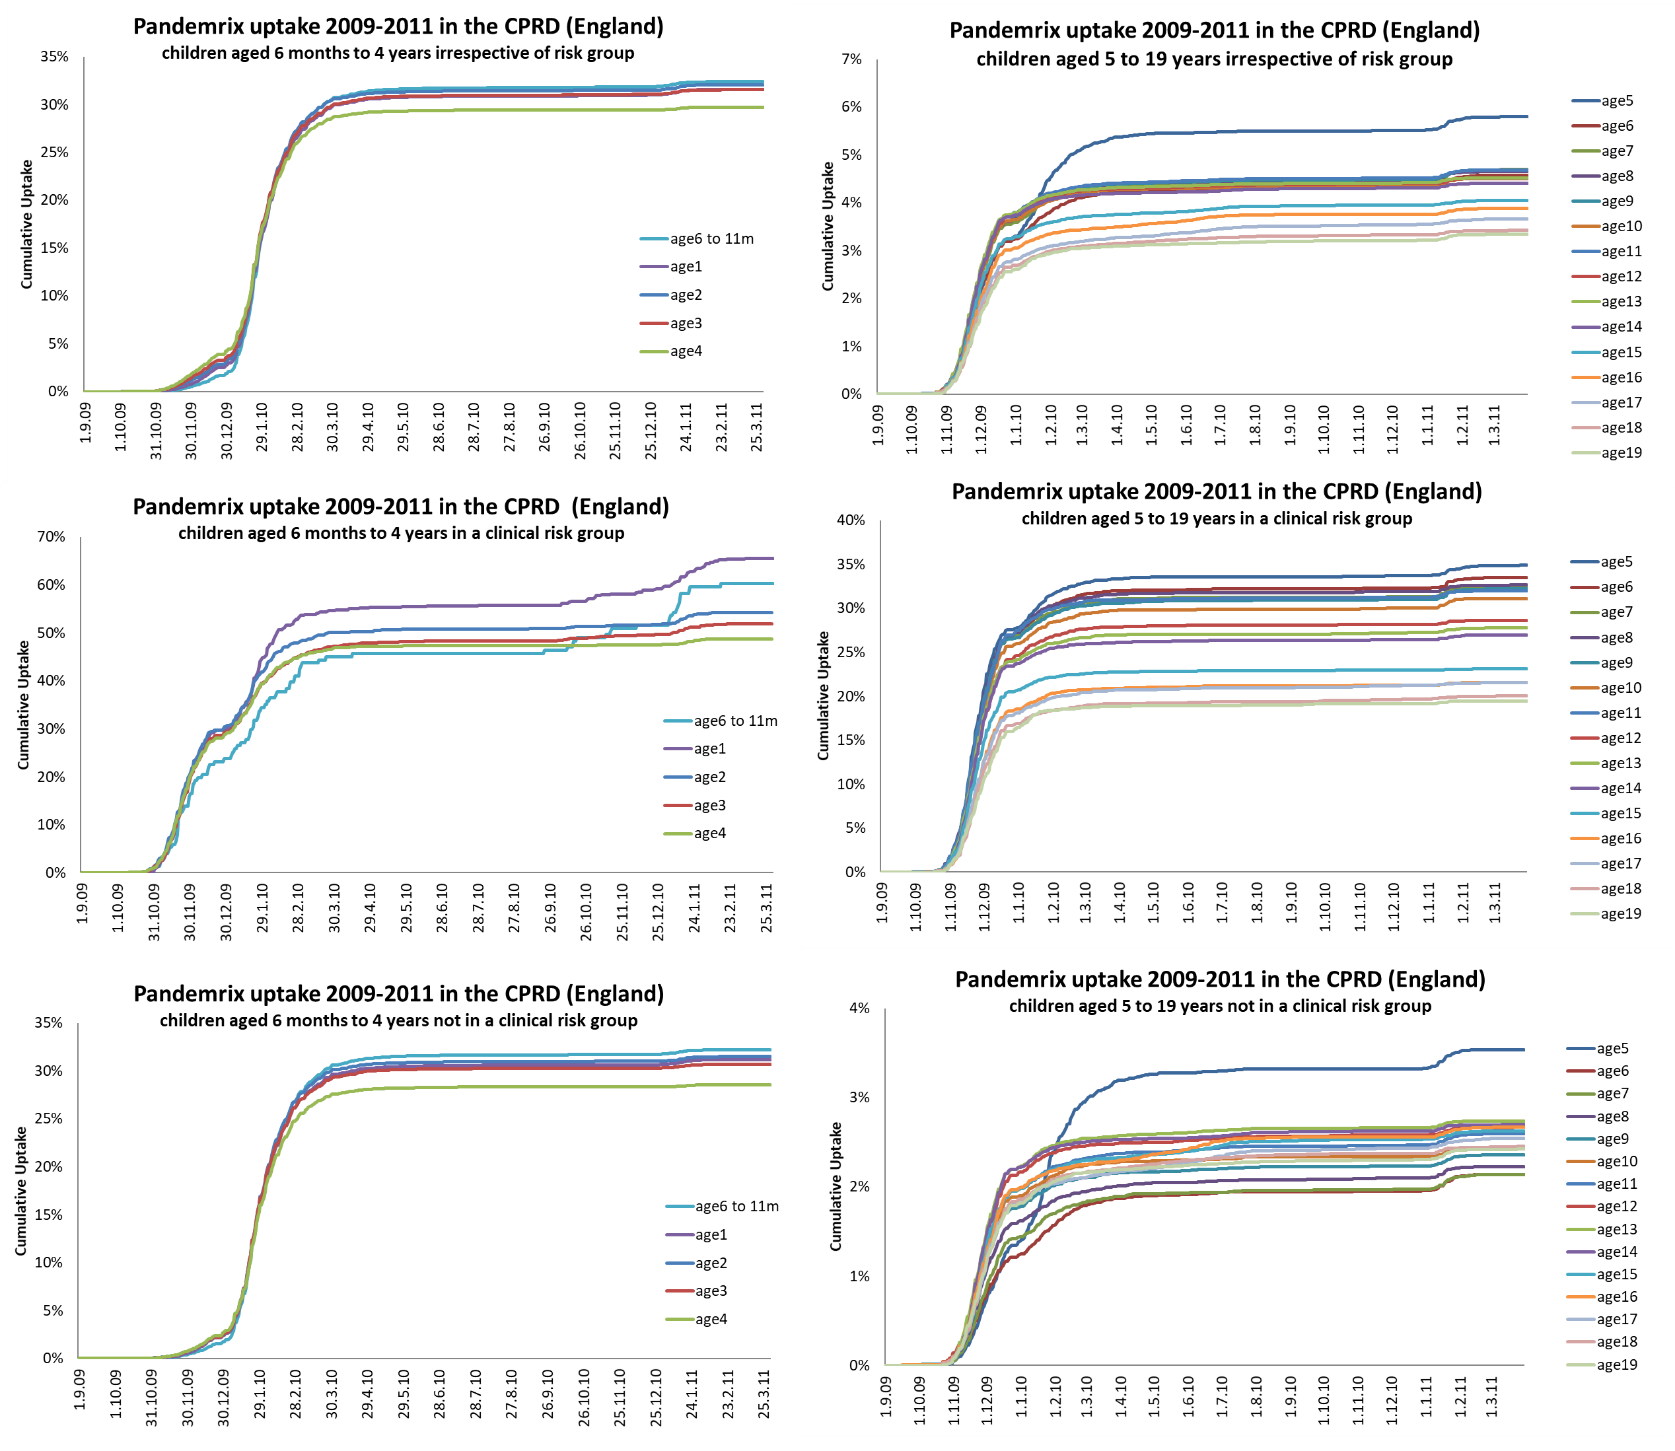 Pandemrix uptake 2009-2011 in the CPRD (England)
children aged 6 months to 4 years irrespective of risk group
35%
30%
25%
20%
15%
10%
5%
0%
Cumulative Uptake
age6 to 11m
age1
age2
age3
age4
1.9.09
1.10.09
31.10.09
30.11.09
30.12.09
29.1.10
28.2.10
30.3.10
29.4.10
29.5.10
28.6.10
28.7.10
27.8.10
26.9.10
26.10.10
25.11.10
25.12.10
24.1.11
23.2.11
25.3.11
Pandemrix uptake 2009-2011 in the CPRD (England)
children aged 5 to 19 years irrespective of risk group
7%
6%
5%
4%
3%
2%
1%
0%
Cumulative Uptake
age5
age6
age7
age8
age9
age10
age11
age12
age13
age14
age15
age16
age17
age18
age19
1.9.09
1.10.09
1.11.09
1.12.09
1.1.10
1.2.10
1.3.10
1.4.10
1.5.10
1.6.10
1.7.10
1.8.10
1.9.10
1.10.10
1.11.10
1.12.10
1.1.11
1.2.11
1.3.11
Pandemrix uptake 2009-2011 in the CPRD (England)
children aged 6 months to 4 years in a clinical risk group
70%
60%
50%
40%
30%
20%
10%
0%
Cumulative Uptake
age6 to 11m
age1
age2
age3
age4
1.9.09
1.10.09
31.10.09
30.11.09
30.12.09
29.1.10
28.2.10
30.3.10
29.4.10
29.5.10
28.6.10
28.7.10
27.8.10
26.9.10
26.10.10
25.11.10
25.12.10
24.1.11
23.2.11
25.3.11
Pandemrix uptake 2009-2011 in the CPRD (England)
children aged 5 to 19 years in a clinical risk group
40%
35%
30%
25%
20%
15%
10%
5%
0%
Cumulative Uptake
age5
age6
age7
age8
age9
age10
age11
age12
age13
age14
age15
age16
age17
age18
age19
1.9.09
1.10.09
1.11.09
1.12.09
1.1.10
1.2.10
1.3.10
1.4.10
1.5.10
1.6.10
1.7.10
1.8.10
1.9.10
1.10.10
1.11.10
1.12.10
1.1.11
1.2.11
1.3.11
Pandemrix uptake 2009-2011 in the CPRD (England)
children aged 6 months to 4 years not in a clinical risk group
35%
30%
25%
20%
15%
10%
5%
0%
Cumulative Uptake
age6 to 11m
age1
age2
age3
age4
1.9.09
1.10.09
31.10.09
30.11.09
30.12.09
29.1.10
28.2.10
30.3.10
29.4.10
29.5.10
28.6.10
28.7.10
27.8.10
26.9.10
26.10.10
25.11.10
25.12.10
24.1.11
23.2.11
25.3.11
Pandemrix uptake 2009-2011 in the CPRD (England)
children aged 5 to 19 years not in a clinical risk group
4%
3%
2%
1%
0%
Cumulative Uptake
age5
age6
age7
age8
age9
age10
age11
age12
age13
age14
age15
age16
age17
age18
age19
1.9.09
1.10.09
1.11.09
1.12.09
1.1.10
1.2.10
1.3.10
1.4.10
1.5.10
1.6.10
1.7.10
1.8.10
1.9.10
1.10.10
1.11.10
1.12.10
1.1.11
1.2.11
1.3.11